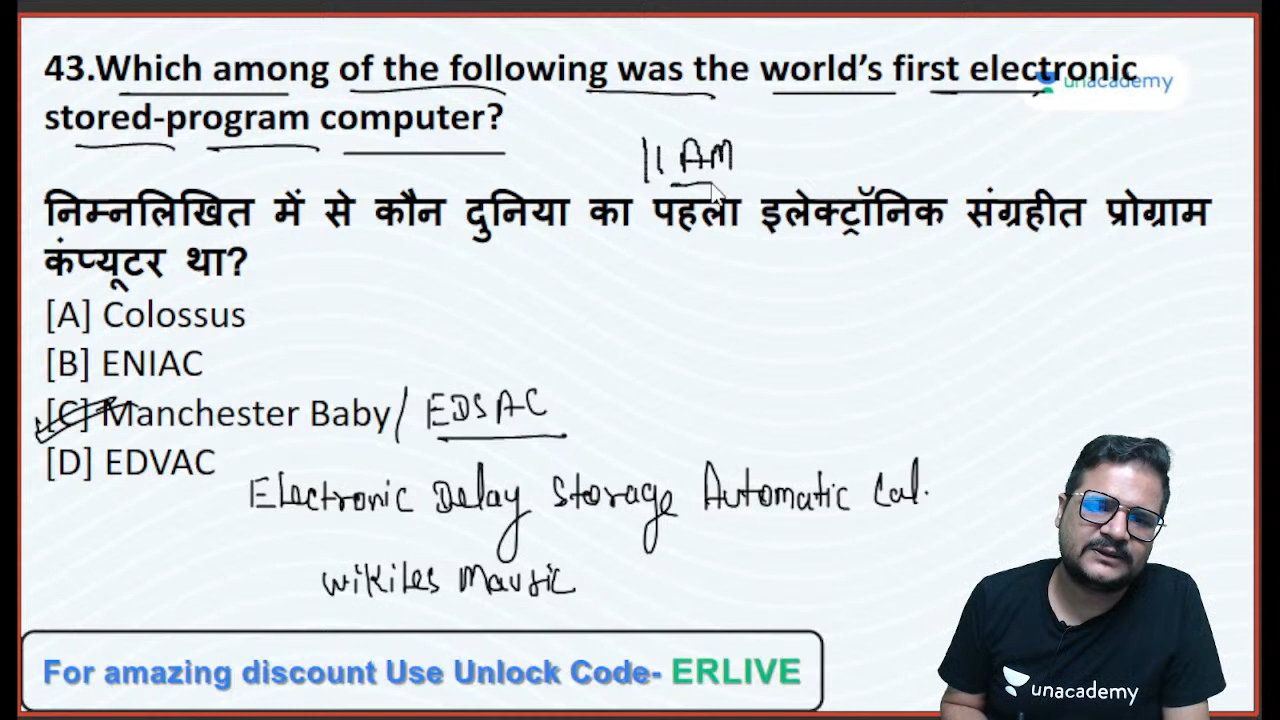 43.Which among of the following was the world's first electronic
unacademy
stored-program computer?
11 AM
निम्नलिखित में से कौन दुनिया का पहला इलेक्ट्रॉनिक संग्रहीत प्रोग्राम
कंप्यूटर था?
[A] Colossus
[B] ENIAC
[C] Manchester Baby / EDSAC
[D] EDVAC
Electronic Delay Storage Automatic Cal.
For amazing discount Use Unlock Code- ERLIVE
unacademy